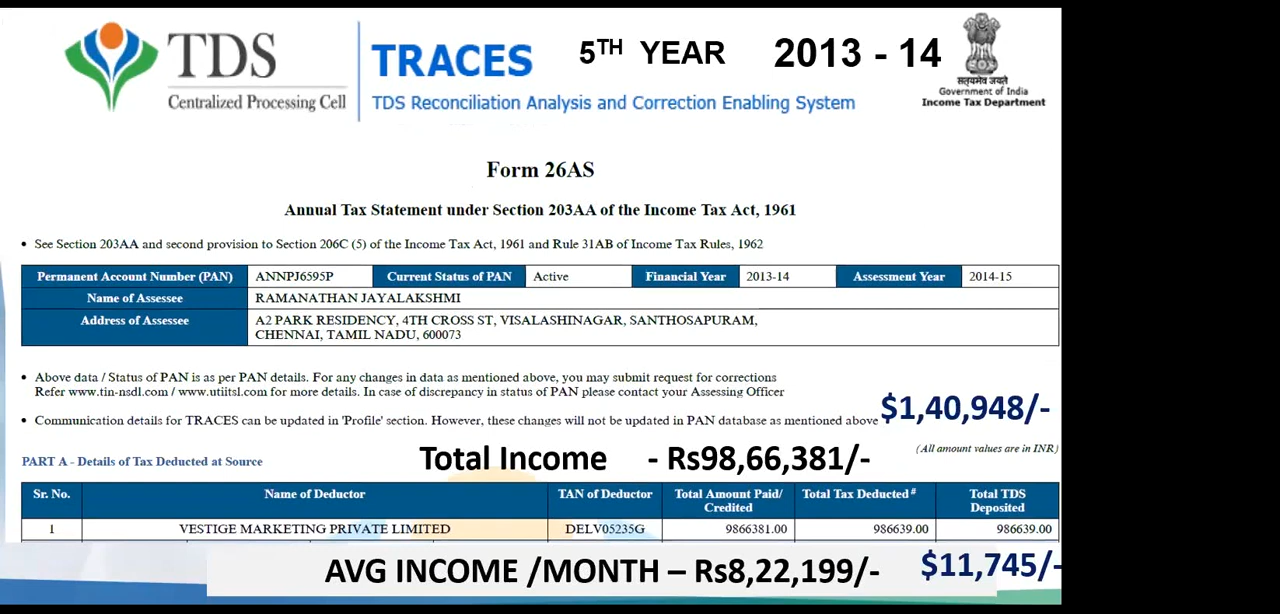 TDS
Centralized Processing Cell
TRACES
TDS Reconciliation Analysis and Correction Enabling System
5TH YEAR 2013 - 14
सत्यमेव जयते
Government of India
Income Tax Department
Form 26AS
Annual Tax Statement under Section 203AA of the Income Tax Act, 1961
• See Section 203AA and second provision to Section 206C (5) of the Income Tax Act, 1961 and Rule 31AB of Income Tax Rules, 1962
Permanent Account Number (PAN) ANNPJ6595P Current Status of PAN Active Financial Year 2013-14 Assessment Year 2014-15
Name of Assessee RAMANATHAN JAYALAKSHMI
Address of Assessee A2 PARK RESIDENCY, 4TH CROSS ST, VISALASHINAGAR, SANTHOSAPURAM,
CHENNAI, TAMIL NADU, 600073
• Above data / Status of PAN is as per PAN details. For any changes in data as mentioned above, you may submit request for corrections
Refer www.tin-nsdl.com / www.utiitsl.com for more details. In case of discrepancy in status of PAN please contact your Assessing Officer
• Communication details for TRACES can be updated in 'Profile' section. However, these changes will not be updated in PAN database as mentioned above
$1,40,948/-
(All amount values are in INR)
PART A - Details of Tax Deducted at Source
Total Income - Rs98,66,381/-
Sr. No. Name of Deductor TAN of Deductor Total Amount Paid/ Credited Total Tax Deducted # Total TDS Deposited
1 VESTIGE MARKETING PRIVATE LIMITED DELV05235G 9866381.00 986639.00 986639.00
AVG INCOME /MONTH – Rs8,22,199/- $11,745/-